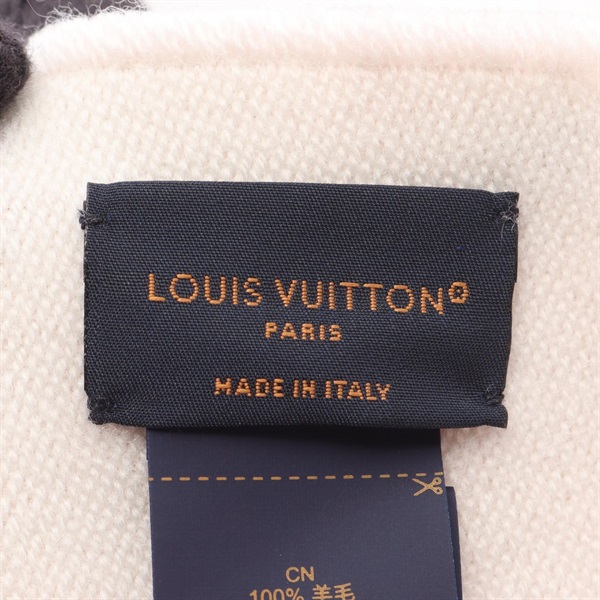 LOUIS VUITTON®
PARIS
MADE IN ITALY
CN
100% 羊毛